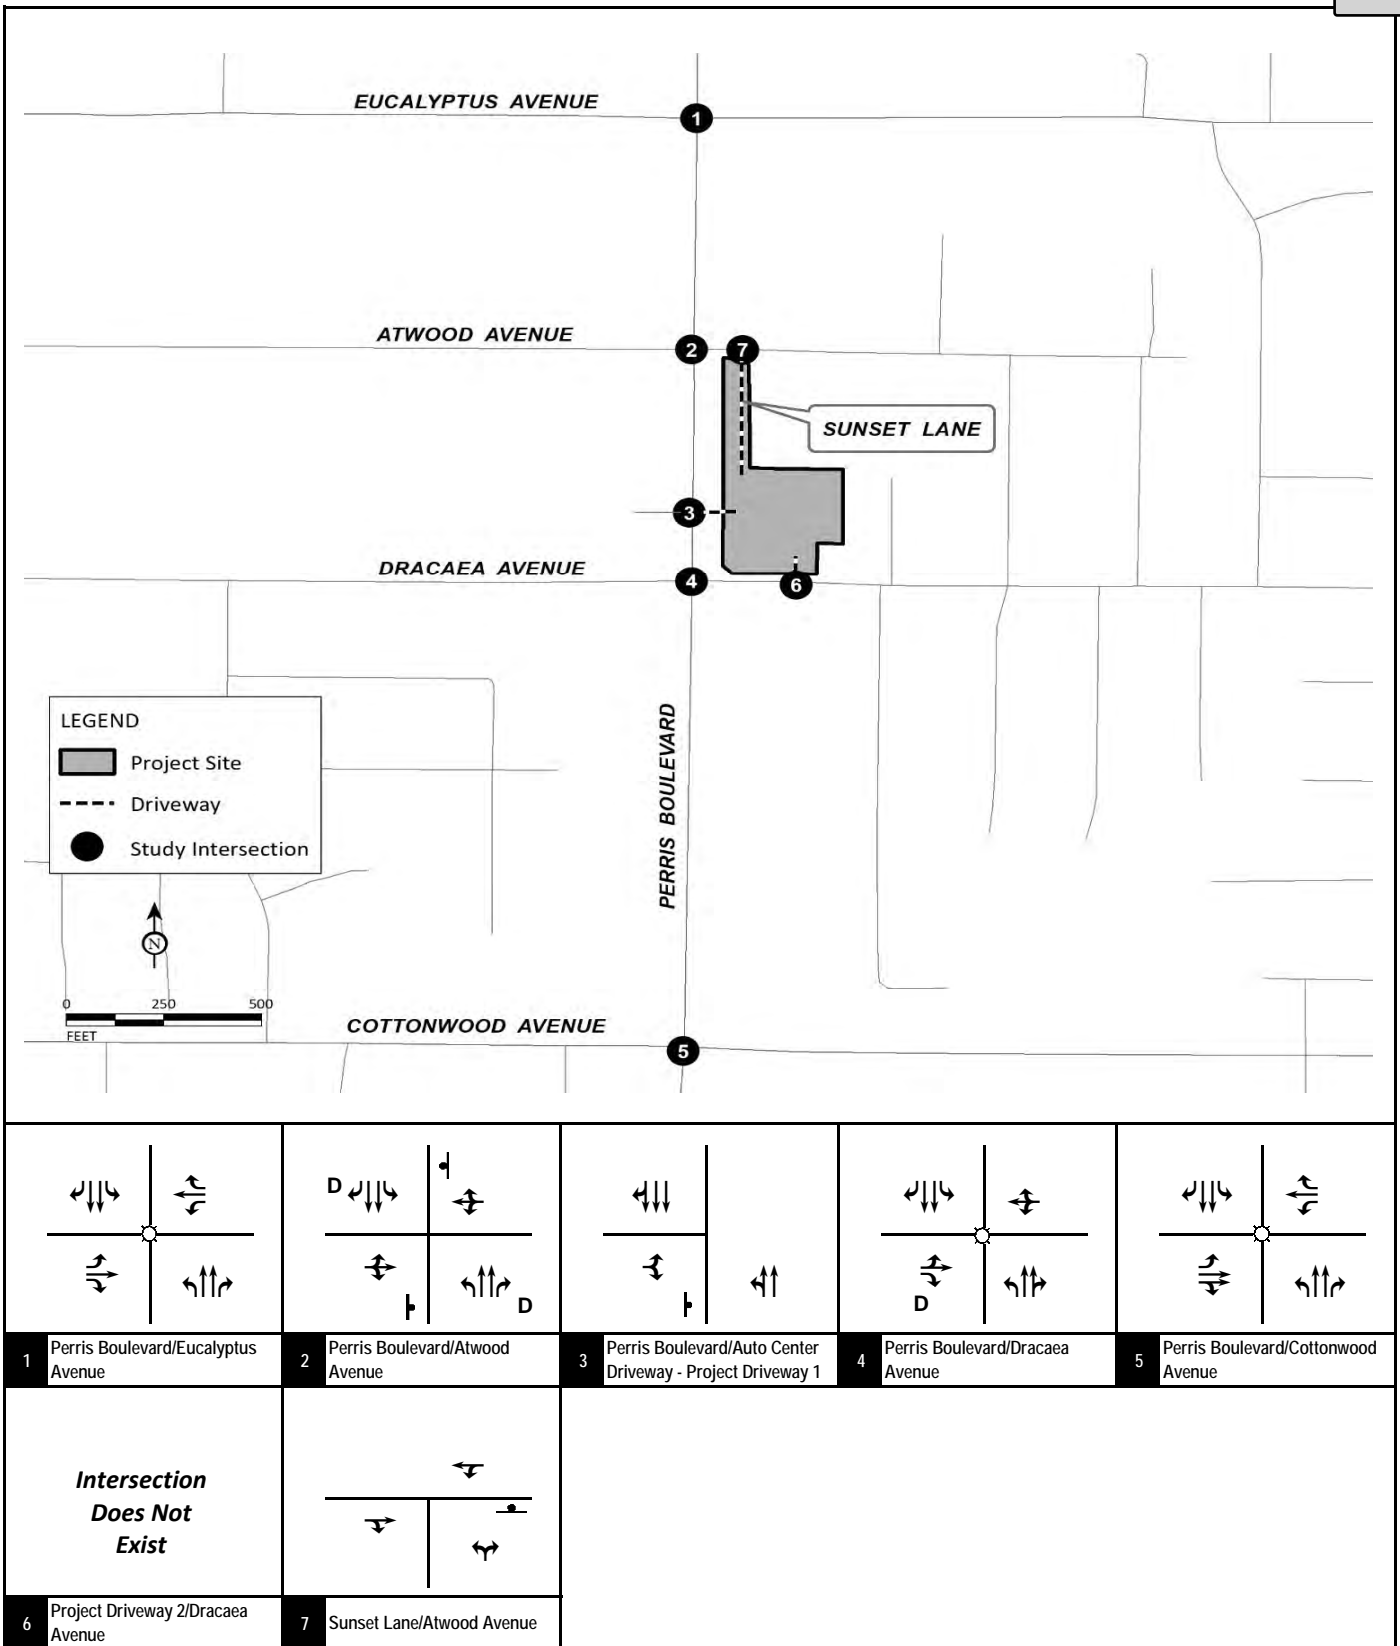 EUCALYPTUS AVENUE
1
ATWOOD AVENUE
2
7
SUNSET LANE
3
DRACAEA AVENUE
4
6
PERRIS BOULEVARD
LEGEND
Project Site
Driveway
Study Intersection
N
0 250 500
FEET
COTTONWOOD AVENUE
5
D
D
D
1 Perris Boulevard/Eucalyptus
Avenue
2 Perris Boulevard/Atwood
Avenue
3 Perris Boulevard/Auto Center
Driveway - Project Driveway 1
4 Perris Boulevard/Dracaea
Avenue
5 Perris Boulevard/Cottonwood
Avenue
Intersection
Does Not
Exist
6 Project Driveway 2/Dracaea
Avenue
7 Sunset Lane/Atwood Avenue